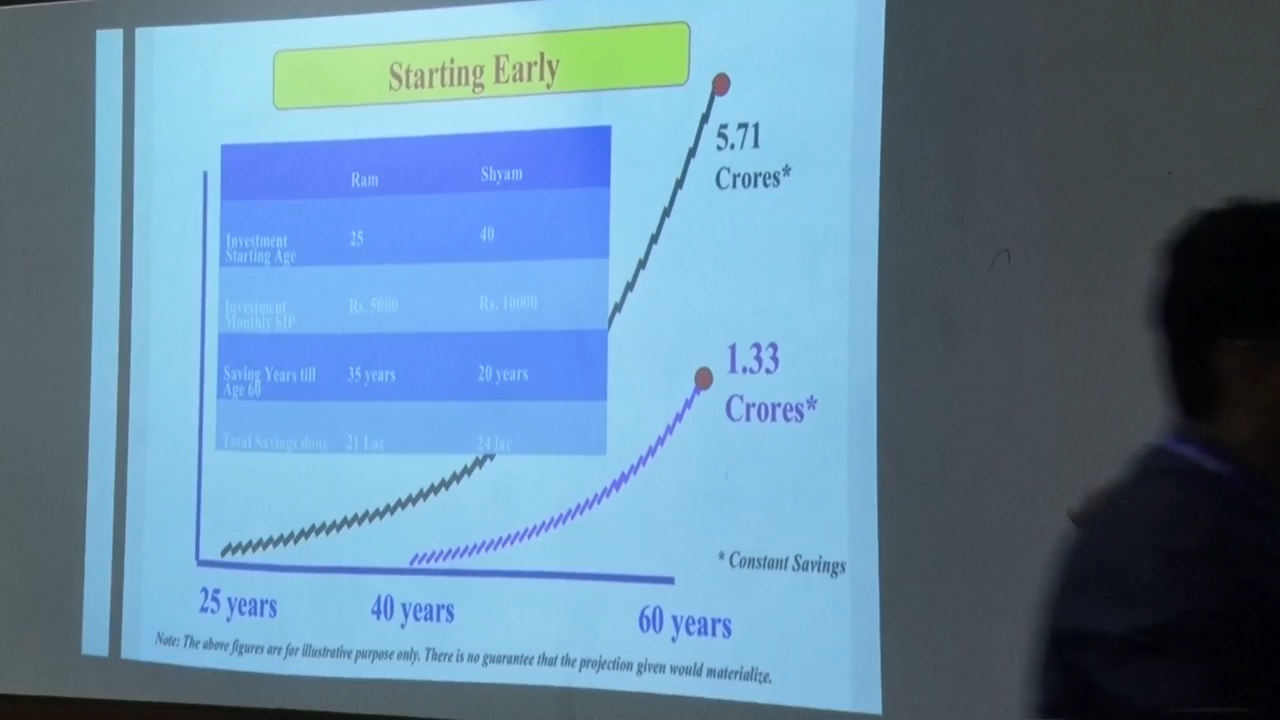 Starting Early
Ram Shyam
Investment
Starting Age
25 40
Investment
Monthly SIP
Rs. 5000 Rs. 10000
Saving Years till
Age 60
35 years 20 years
Total Savings done 21 Lac 24 lac
5.71
Crores*
1.33
Crores*
* Constant Savings
25 years 40 years 60 years
Note: The above figures are for illustrative purpose only. There is no guarantee that the projection given would materialize.